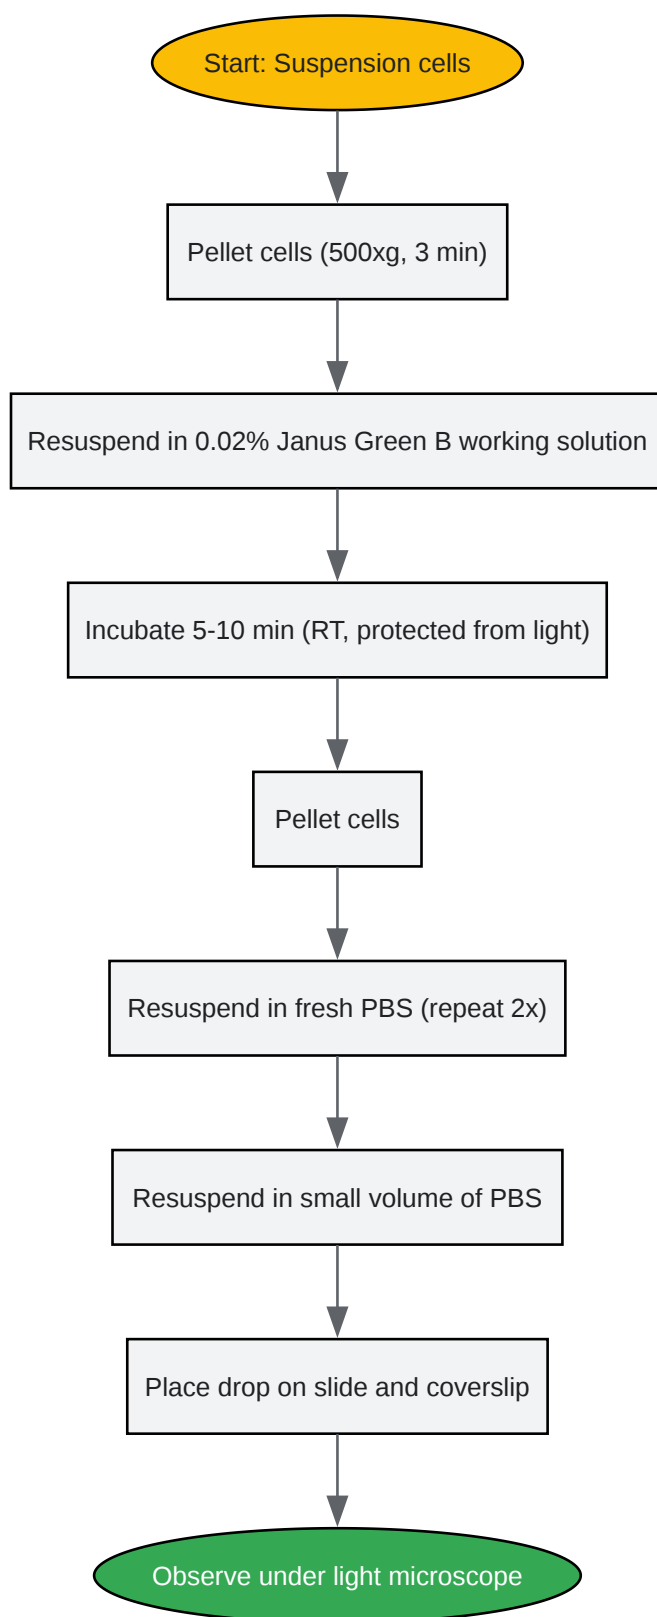 Start: Suspension cells
Pellet cells (500xg, 3 min)
Resuspend in 0.02% Janus Green B working solution
Incubate 5-10 min (RT, protected from light)
Pellet cells
Resuspend in fresh PBS (repeat 2x)
Resuspend in small volume of PBS
Place drop on slide and coverslip
Observe under light microscope